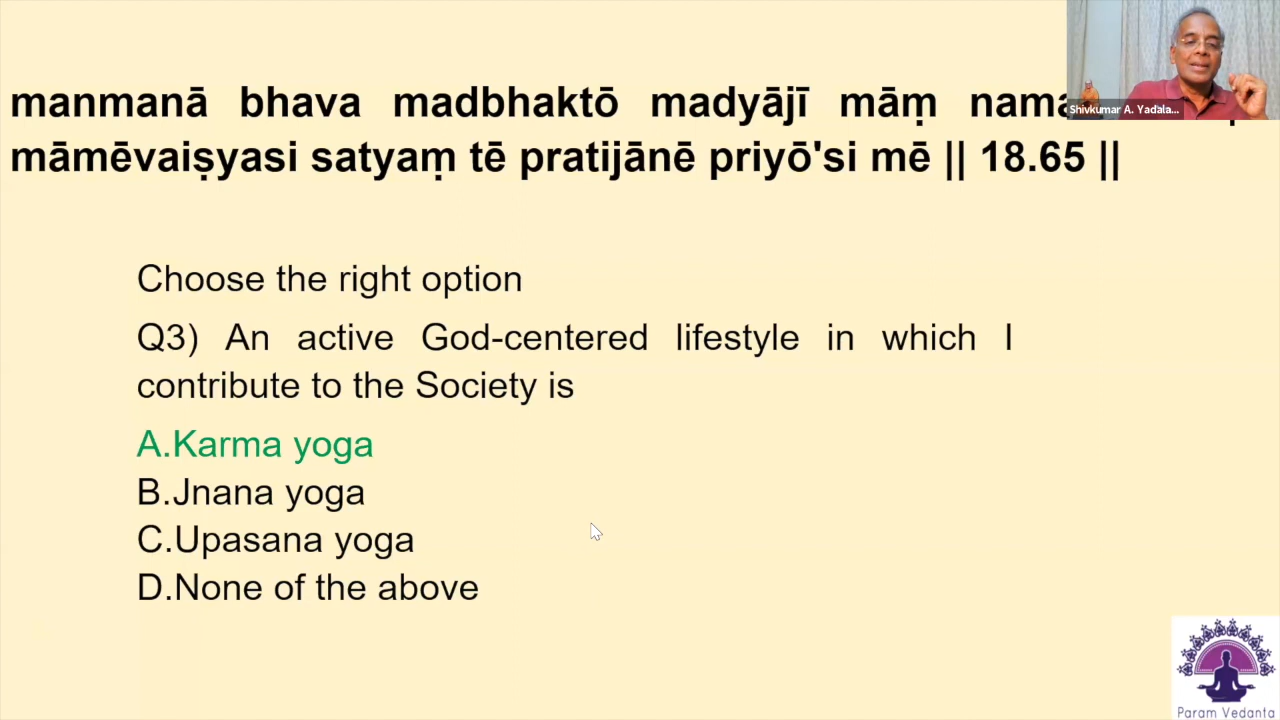 manmanā bhava madbhaktō madyājī māṃ
māmēvaiṣyasi satyaṃ tē pratijānē priyō'si mē || 18.65 ||
Shivkumar A. Yadala...
Choose the right option
Q3) An active God-centered lifestyle in which I
contribute to the Society is
A.Karma yoga
B.Jnana yoga
C.Upasana yoga
D.None of the above
Param Vedanta